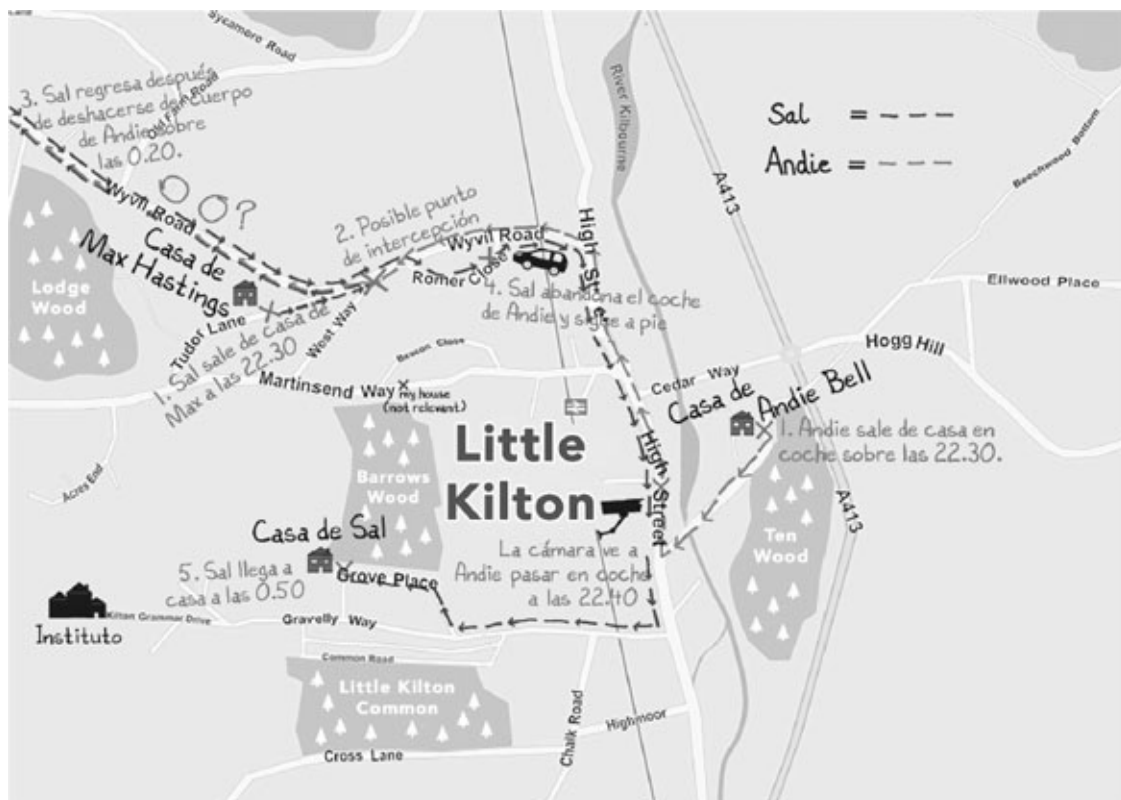 Lane
Sycamore Road
3. Sal regresa después
de deshacerse del cuerpo
de Andie sobre
las 0.20.
Old Farm Road
River Kilbourne
Sal =
Andie =
A413
Beechwood Bottom
Wyvil Road
OO?
2. Posible punto
de intercepción
Wyvil Road
High Street
Casa de
Max Hastings
Lodge
Wood
Romer Close
4. Sal abandona el coche
de Andie y sigue a pie
Ellwood Place
Tudor Lane
1. Sal sale de casa de
Max a las 22.30
West Way
Hogg Hill
Beacon Close
Martinsend Way
my house
(not relevant)
Cedar Way
Casa de
Andie Bell
1. Andie sale de casa en
coche sobre las 22.30.
Little
Kilton
High Street
Acres End
Barrows
Wood
A413
Ten
Wood
Casa de Sal
5. Sal llega a
casa a las 0.50
Grove Place
La cámara ve a
Andie pasar en coche
a las 22.40
Instituto
Kilton Grammar Drive
Gravelly Way
Common Road
Little Kilton
Common
Chalk Road
Highmoor
Cross Lane